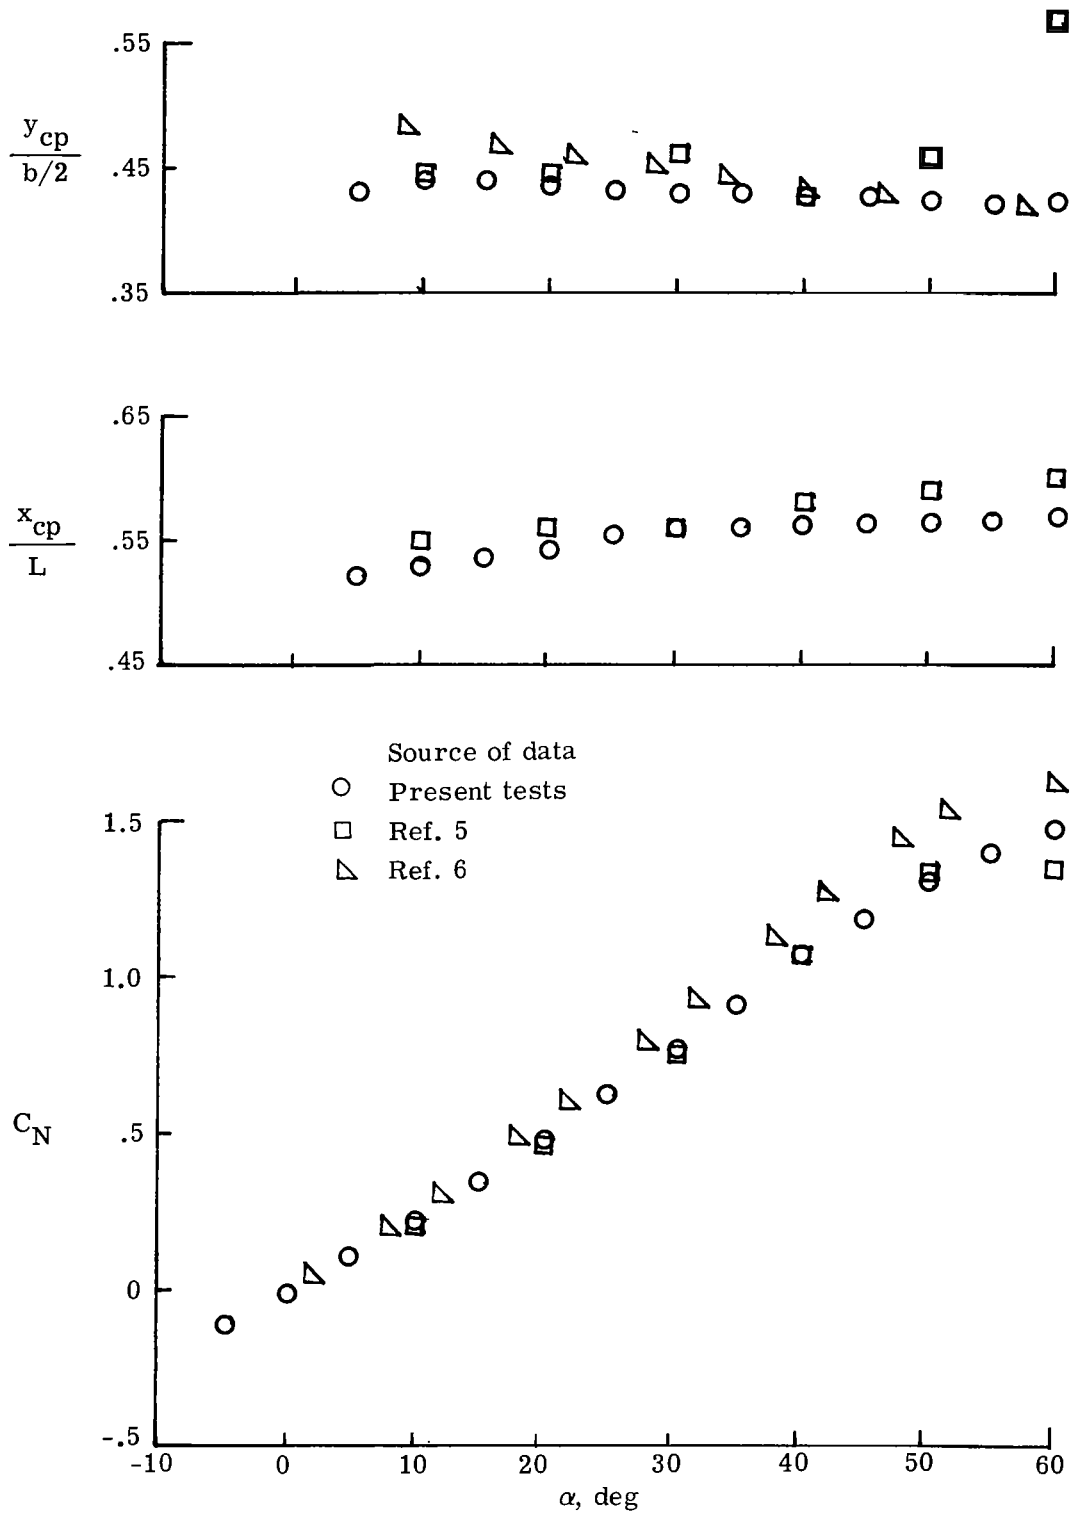 .55
y_cp
b/2
.45
.35
.65
x_cp
L
.55
.45
Source of data
Present tests
Ref. 5
Ref. 6
1.5
1.0
C_N
.5
0
-.5
-10 0 10 20 30 40 50 60
α, deg